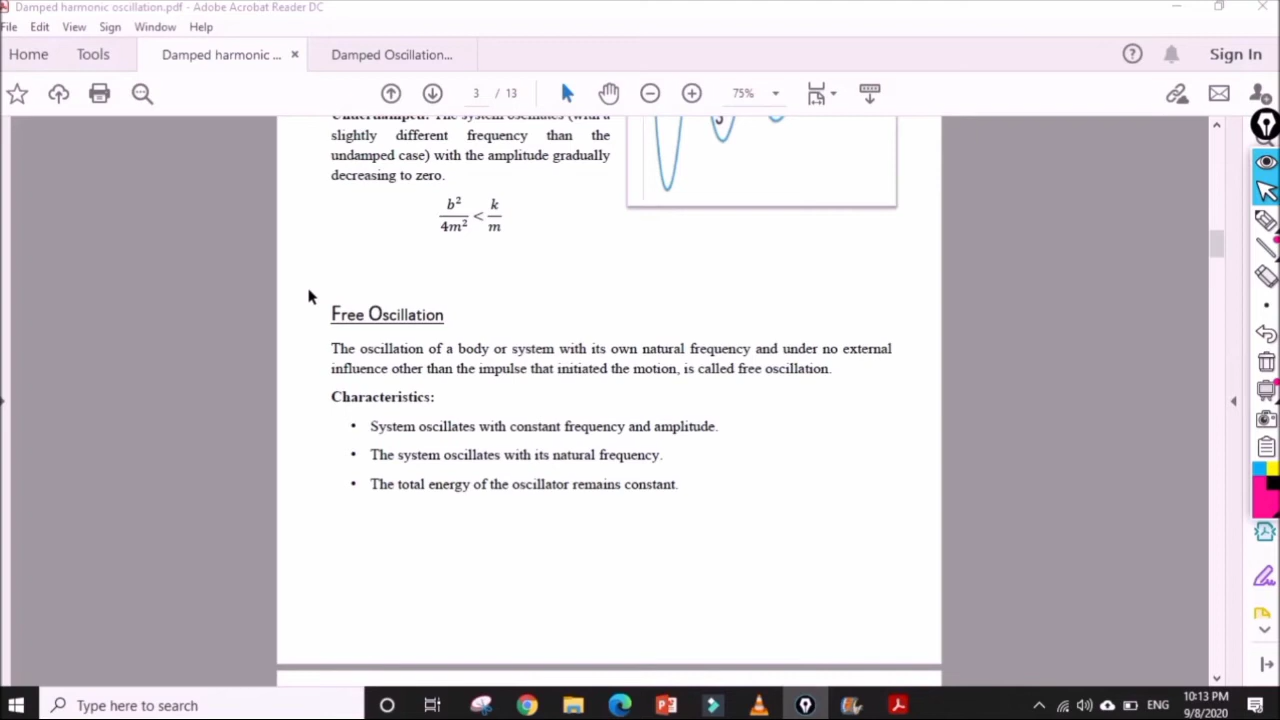 Damped harmonic oscillation.pdf - Adobe Acrobat Reader DC
File Edit View Sign Window Help
Home Tools Damped harmonic ... × Damped Oscillation... Sign In
3 / 13 75%
Underdamped: The system oscillates (with a
slightly different frequency than the
undamped case) with the amplitude gradually
decreasing to zero.
b² / 4m² < k / m
Free Oscillation
The oscillation of a body or system with its own natural frequency and under no external
influence other than the impulse that initiated the motion, is called free oscillation.
Characteristics:
• System oscillates with constant frequency and amplitude.
• The system oscillates with its natural frequency.
• The total energy of the oscillator remains constant.
Type here to search
ENG
10:13 PM
9/8/2020